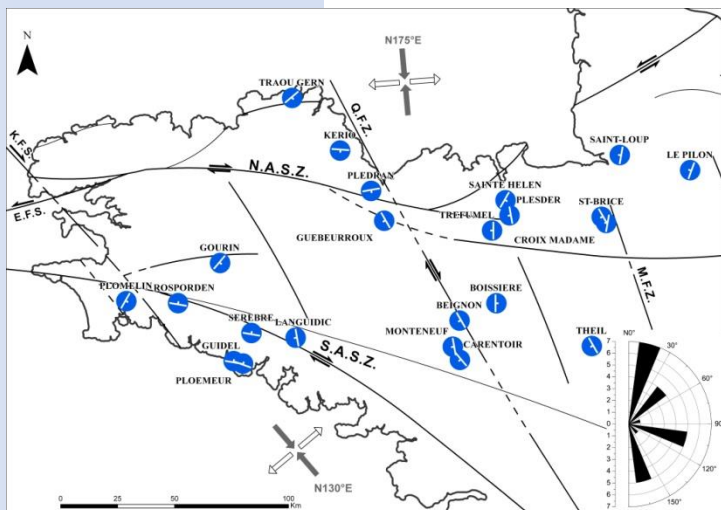 N
N175°E
TRAOU GERN
Q.F.Z.
K.F.S.
KERIO
SAINT-LOUP
LE PILON
N.A.S.Z.
PLEDRAN
SAINTE HELEN
PLESDER
ST-BRICE
E.F.S.
TREFUMEL
GUEBEURROUX
CROIX MADAME
GOURIN
M.F.Z.
PLOMELIN
ROSPORDEN
BOISSIERE
BEIGNON
SEREBRE
LANGUIDIC
MONTENEUF
CARENTOIR
THEIL
GUIDEL
S.A.S.Z.
PLOEMEUR
N130°E
N0°
30°
60°
90°
120°
150°
7
6
5
4
3
2
1
0
1
2
3
4
5
6
7
0 25 50 100
Km